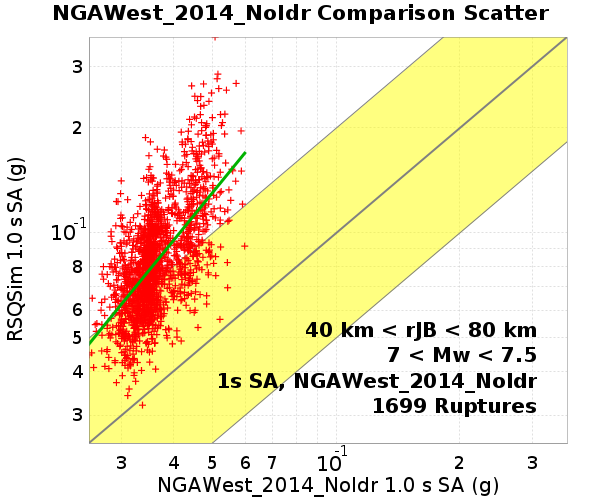 NGAWest_2014_NoIdr Comparison Scatter
RSQSim 1.0 s SA (g)
3
2
10^-1
8
6
5
4
3
40 km < rJB < 80 km
7 < Mw < 7.5
1s SA, NGAWest_2014_NoIdr
1699 Ruptures
3 4 5 6 7 10^-1 2 3
NGAWest_2014_NoIdr 1.0 s SA (g)